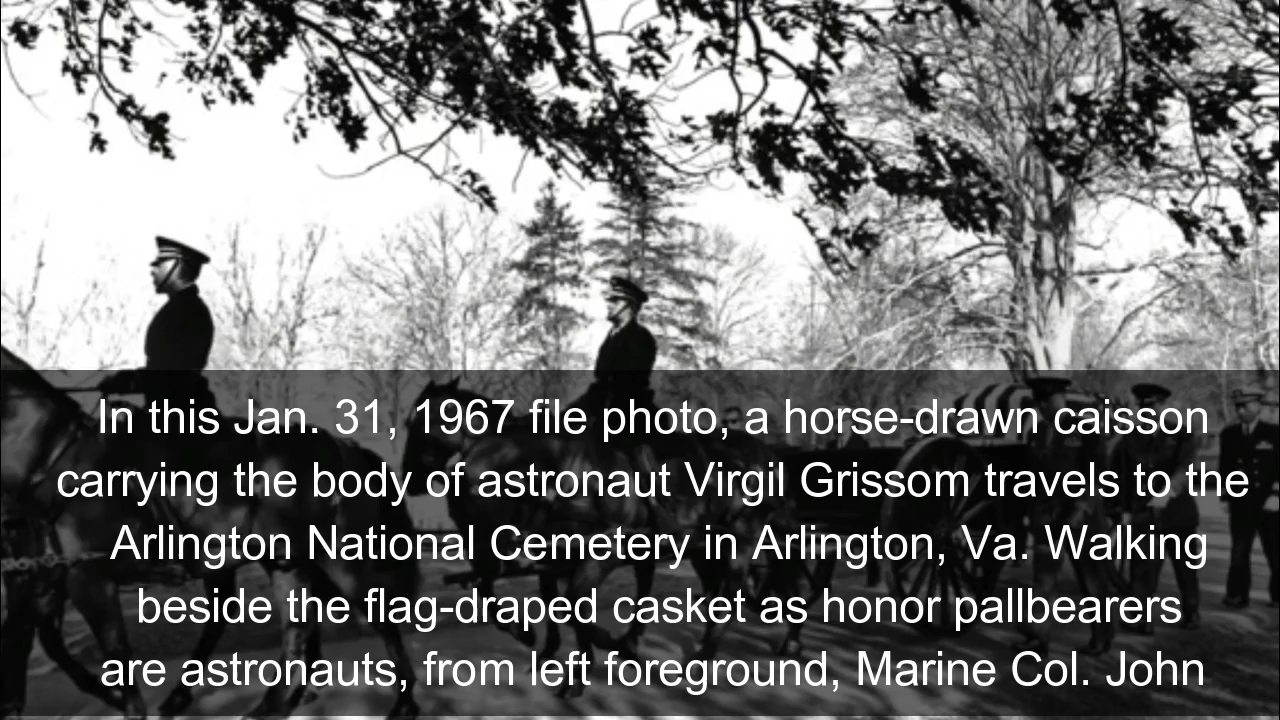 In this Jan. 31, 1967 file photo, a horse-drawn caisson
carrying the body of astronaut Virgil Grissom travels to the
Arlington National Cemetery in Arlington, Va. Walking
beside the flag-draped casket as honor pallbearers
are astronauts, from left foreground, Marine Col. John